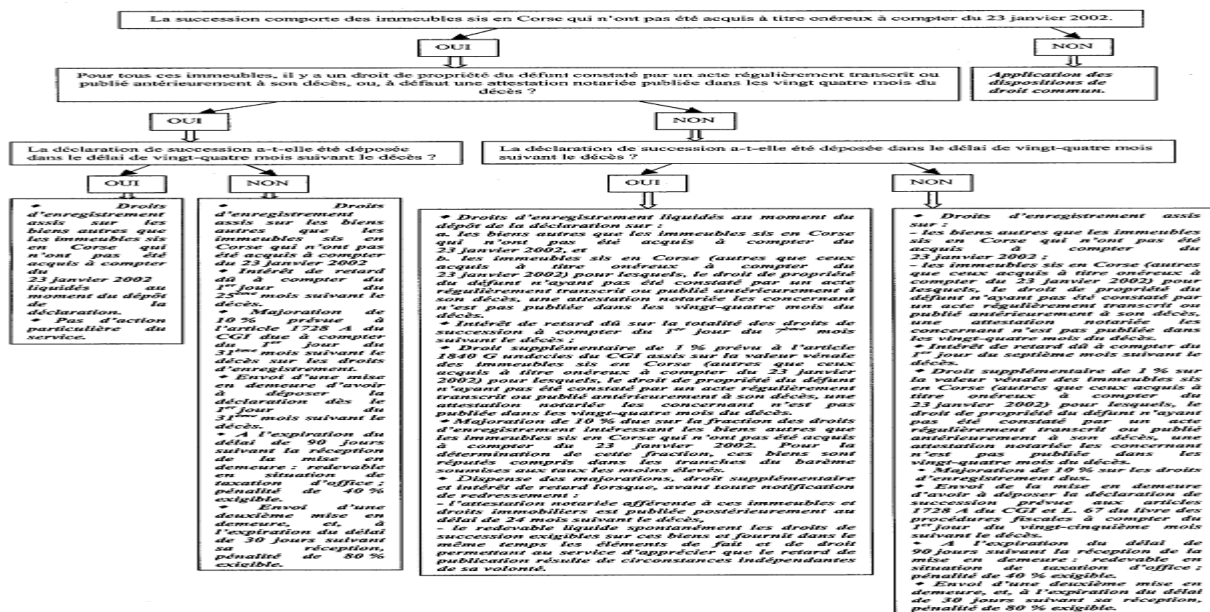 La succession comporte des immeubles sis en Corse qui n'ont pas été acquis à titre onéreux à compter du 23 janvier 2002.
OUI
NON
Pour tous ces immeubles, il y a un droit de propriété du défunt constaté par un acte régulièrement transcrit ou
publié antérieurement à son décès, ou, à défaut une attestation notariée publiée dans les vingt quatre mois du
décès ?
Application des
dispositions de
droit commun.
OUI
NON
La déclaration de succession a-t-elle été déposée
dans le délai de vingt-quatre mois suivant le décès ?
La déclaration de succession a-t-elle été déposée dans le délai de vingt-quatre mois
suivant le décès ?
OUI
NON
OUI
NON
• Droits
d'enregistrement
assis sur les
biens autres que
les immeubles sis
en Corse qui
n'ont pas été
acquis à compter
du
23 janvier 2002
liquidés au
moment du dépôt
de la
déclaration.
• Pas d'action
particulière du
service.
• Droits
d'enregistrement
assis sur les biens
autres que les
immeubles sis en
Corse qui n'ont pas
été acquis à compter
du 23 janvier 2002
• Intérêt de retard
dû à compter du
1er jour du
25ème mois suivant le
décès.
• Majoration de
10 % prévue à
l'article 1728 A du
CGI due à compter
du 1er jour du
31ème mois suivant le
décès sur les droits
d'enregistrement.
• Envoi d'une mise
en demeure d'avoir
à déposer la
déclaration dès le
1er jour du
31ème mois suivant le
décès.
• A l'expiration du
délai de 90 jours
suivant la réception
de la mise en
demeure : redevable
en situation de
taxation d'office ;
pénalité de 40 %
exigible.
• Envoi d'une
deuxième mise en
demeure, et, à
l'expiration du délai
de 30 jours suivant
sa réception,
pénalité de 80 %
exigible.
• Droits d'enregistrement liquidés au moment du
dépôt de la déclaration sur :
a. les biens autres que les immeubles sis en Corse
qui n'ont pas été acquis à compter du
23 janvier 2002, et
b. les immeubles sis en Corse (autres que ceux
acquis à titre onéreux à compter du
23 janvier 2002) pour lesquels, le droit de propriété
du défunt n'ayant pas été constaté par un acte
régulièrement transcrit ou publié antérieurement à
son décès, une attestation notariée les concernant
n'est pas publiée dans les vingt-quatre mois du
décès.
• Intérêt de retard dû sur la totalité des droits de
succession à compter du 1er jour du 7ème mois
suivant le décès ;
• Droit supplémentaire de 1 % prévu à l'article
1840 G undecies du CGI assis sur la valeur vénale
des immeubles sis en Corse (autres que ceux
acquis à titre onéreux à compter du 23 janvier
2002) pour lesquels, le droit de propriété du défunt
n'ayant pas été constaté par un acte régulièrement
transcrit ou publié antérieurement à son décès, une
attestation notariée les concernant n'est pas
publiée dans les vingt-quatre mois du décès.
• Majoration de 10 % due sur la fraction des droits
d'enregistrement intéressant les biens autres que
les immeubles sis en Corse qui n'ont pas été acquis
à compter du 23 janvier 2002. Pour la
détermination de cette fraction, ces biens sont
réputés compris dans les tranches du barème
soumises aux taux les moins élevés.
• Dispense des majorations, droit supplémentaire
et intérêt de retard lorsque, avant toute notification
de redressement :
- l'attestation notariée afférente à ces immeubles et
droits immobiliers est publiée postérieurement au
délai de 24 mois suivant le décès,
- le redevable liquide spontanément les droits de
succession exigibles sur ces biens et fournit dans le
même temps les éléments de fait et de droit
permettant au service d'apprécier que le retard de
publication résulte de circonstances indépendantes
de sa volonté.
• Droits d'enregistrement assis
sur :
- les biens autres que les immeubles
sis en Corse qui n'ont pas été
acquis à compter du
23 janvier 2002 ;
- les immeubles sis en Corse (autres
que ceux acquis à titre onéreux à
compter du 23 janvier 2002) pour
lesquels, le droit de propriété du
défunt n'ayant pas été constaté par
un acte régulièrement transcrit ou
publié antérieurement à son décès,
une attestation notariée les
concernant n'est pas publiée dans
les vingt-quatre mois du décès.
• Intérêt de retard dû à compter du
1er jour du septième mois suivant le
décès.
• Droit supplémentaire de 1 % sur
la valeur vénale des immeubles sis
en Corse (autres que ceux acquis à
titre onéreux à compter du
23 janvier 2002) pour lesquels, le
droit de propriété du défunt n'ayant
pas été constaté par un acte
régulièrement transcrit ou publié
antérieurement à son décès, une
attestation notariée les concernant
n'est pas publiée dans les
vingt-quatre mois du décès.
• Majoration de 10 % sur les droits
d'enregistrement dus.
• Envoi de la mise en demeure
d'avoir à déposer la déclaration de
succession prévue aux articles
1728 A du CGI et L. 67 du livre des
procédures fiscales à compter du
1er jour du vingt-cinquième mois
suivant le décès.
• A l'expiration du délai de
90 jours suivant la réception de la
mise en demeure : redevable en
situation de taxation d'office ;
pénalité de 40 % exigible.
• Envoi d'une deuxième mise en
demeure, et, à l'expiration du délai
de 30 jours suivant sa réception,
pénalité de 80 % exigible.